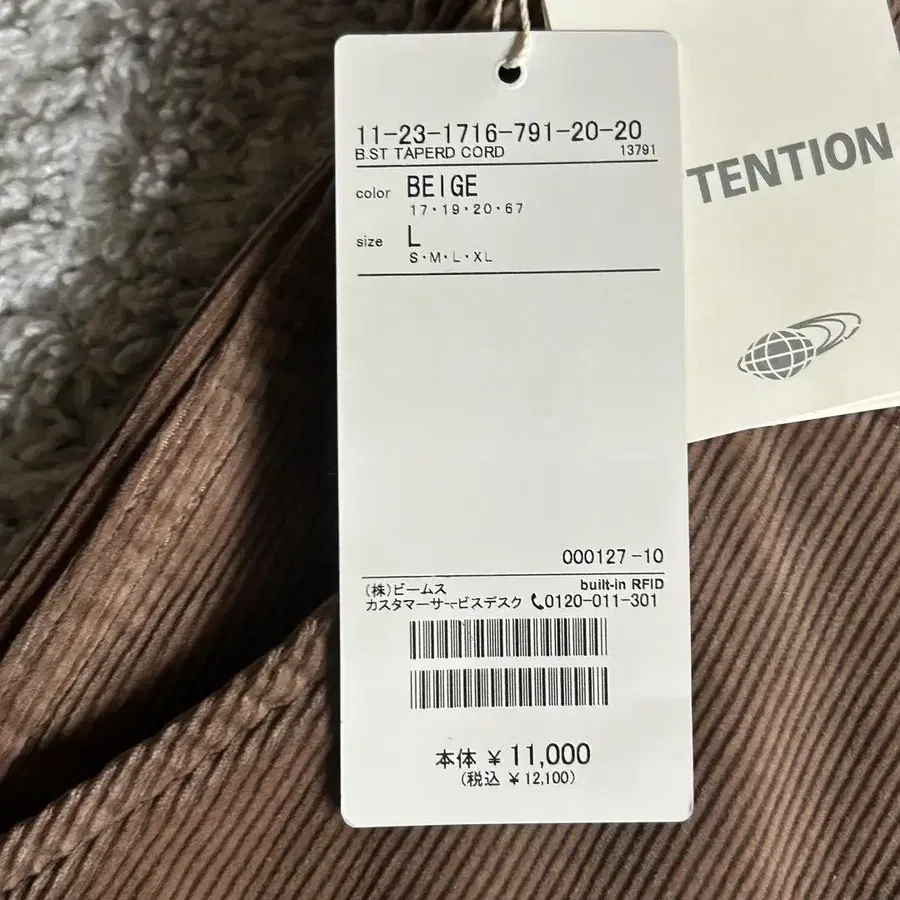 11-23-1716-791-20-20
B.ST TAPERD CORD 13791
color BEIGE
17・19・20・67
size L
S・M・L・XL
000127 -10
(株)ビームス built-in RFID
カスタマーサービスデスク 0120-011-301
本体 ¥ 11,000
(税込 ¥ 12,100)
TENTION